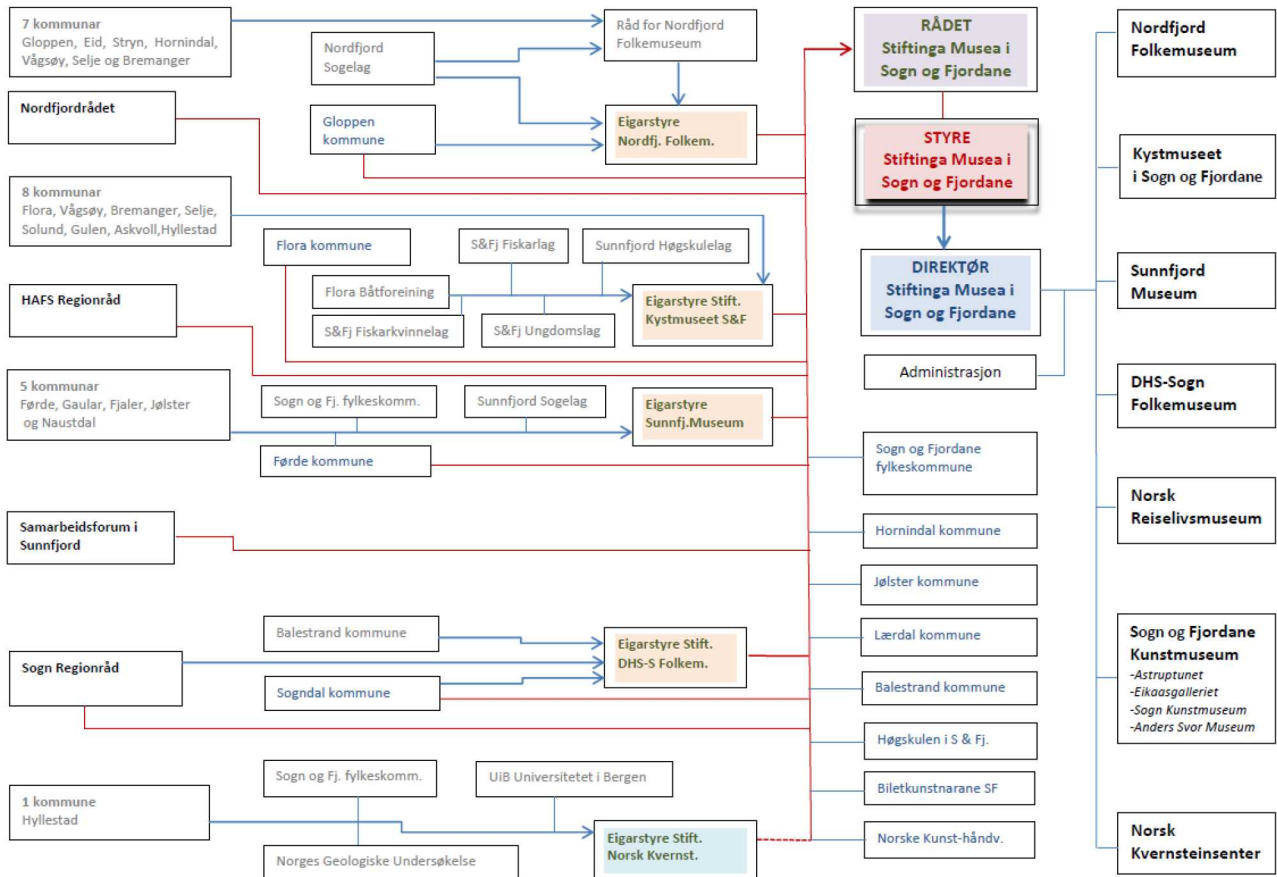 7 kommunar
Gloppen, Eid, Stryn, Hornindal,
Vågsøy, Selje og Bremanger
Nordfjord
Sogelag
Råd for Nordfjord
Folkemuseum
Nordfjordrådet
Gloppen
kommune
Eigarstyre
Nordfj. Folkem.
8 kommunar
Flora, Vågsøy, Bremanger, Selje,
Solund, Gulen, Askvoll,Hyllestad
Flora kommune
S&Fj Fiskarlag
Sunnfjord Høgskulelag
Flora Båtforeining
S&Fj Fiskarkvinnelag
S&Fj Ungdomslag
Eigarstyre Stift.
Kystmuseet S&F
HAFS Regionråd
5 kommunar
Førde, Gaular, Fjaler, Jølster
og Naustdal
Sogn og Fj. fylkeskomm.
Sunnfjord Sogelag
Eigarstyre
Sunnfj.Museum
Førde kommune
Samarbeidsforum i
Sunnfjord
Balestrand kommune
Eigarstyre Stift.
DHS-S Folkem.
Sogn Regionråd
Sogndal kommune
1 kommune
Hyllestad
Sogn og Fj. fylkeskomm.
UiB Universitetet i Bergen
Norges Geologiske Undersøkelse
Eigarstyre Stift.
Norsk Kvernst.
RÅDET
Stiftinga Musea i
Sogn og Fjordane
STYRE
Stiftinga Musea i
Sogn og Fjordane
DIREKTØR
Stiftinga Musea i
Sogn og Fjordane
Administrasjon
Sogn og Fjordane
fylkeskommune
Hornindal kommune
Jølster kommune
Lærdal kommune
Balestrand kommune
Høgskulen i S & Fj.
Biletkunstnarane SF
Norske Kunst-håndv.
Nordfjord
Folkemuseum
Kystmuseet
i Sogn og Fjordane
Sunnfjord
Museum
DHS-Sogn
Folkemuseum
Norsk
Reiselivsmuseum
Sogn og Fjordane
Kunstmuseum
-Astruptunet
-Eikaasgalleriet
-Sogn Kunstmuseum
-Anders Svor Museum
Norsk
Kvernsteinsenter